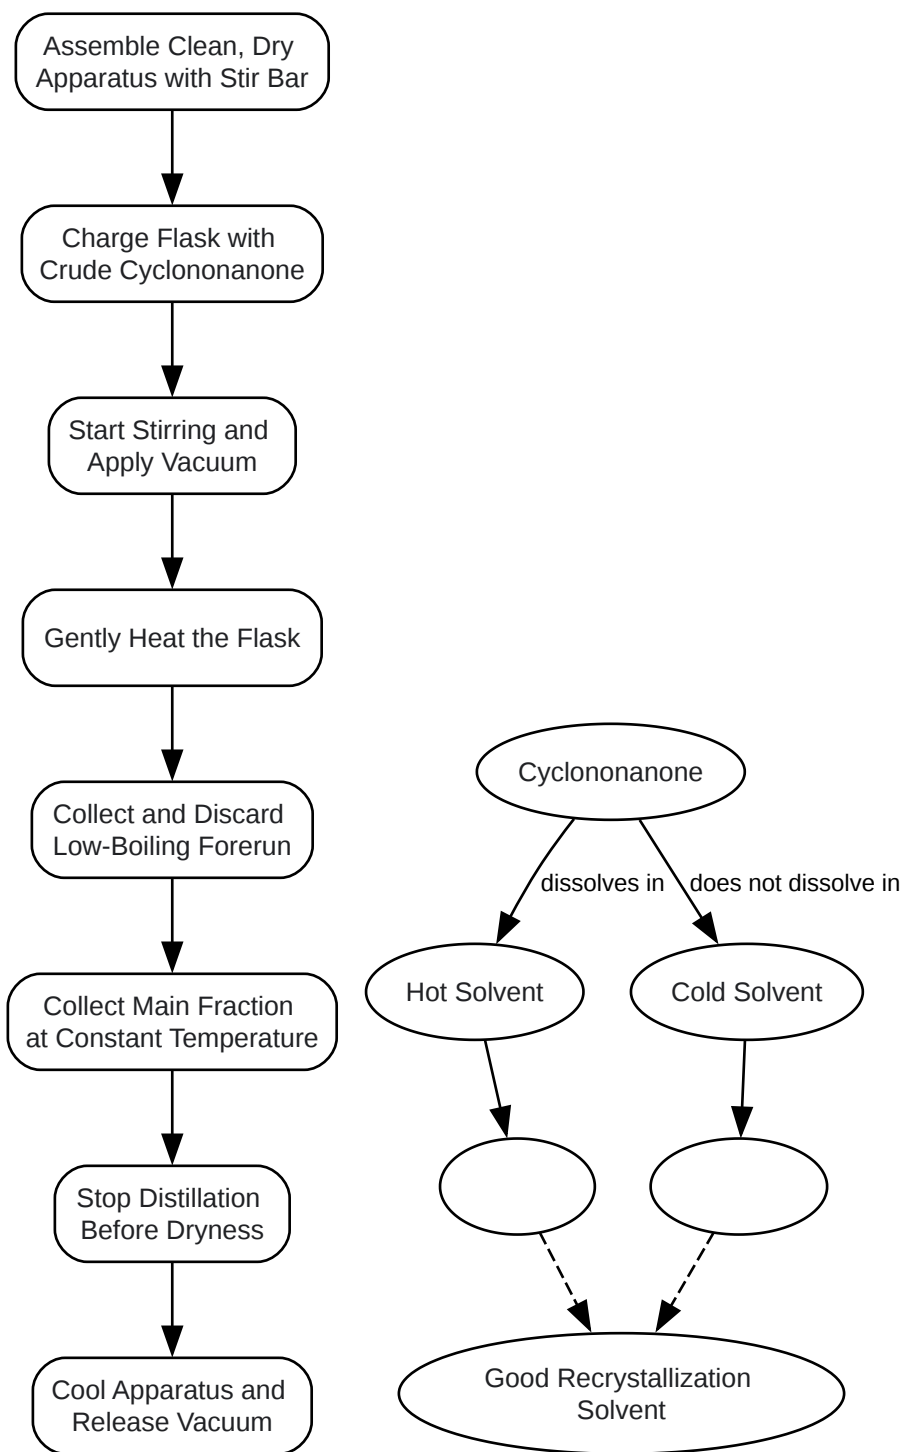 Assemble Clean, Dry
Apparatus with Stir Bar
Charge Flask with
Crude Cyclononanone
Start Stirring and
Apply Vacuum
Gently Heat the Flask
Collect and Discard
Low-Boiling Forerun
Collect Main Fraction
at Constant Temperature
Stop Distillation
Before Dryness
Cool Apparatus and
Release Vacuum
Cyclononanone
dissolves in
does not dissolve in
Hot Solvent
Cold Solvent
Good Recrystallization
Solvent